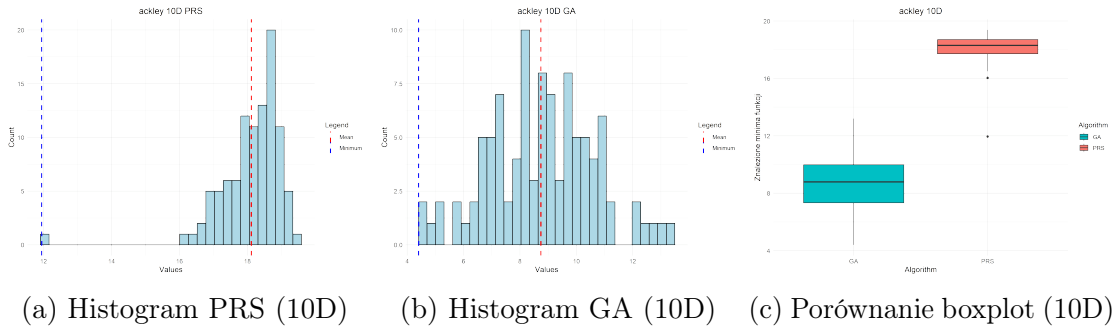 ackley 10D PRS
20
15
10
5
0
Count
12
14
16
18
Values
Legend
Mean
Minimum
ackley 10D GA
10.0
7.5
5.0
2.5
0.0
Count
4
6
8
10
12
Values
Legend
Mean
Minimum
ackley 10D
20
16
12
8
4
Znalezione minima funkcji
GA
PRS
Algorithm
Algorithm
GA
PRS
(a) Histogram PRS (10D)
(b) Histogram GA (10D)
(c) Porównanie boxplot (10D)